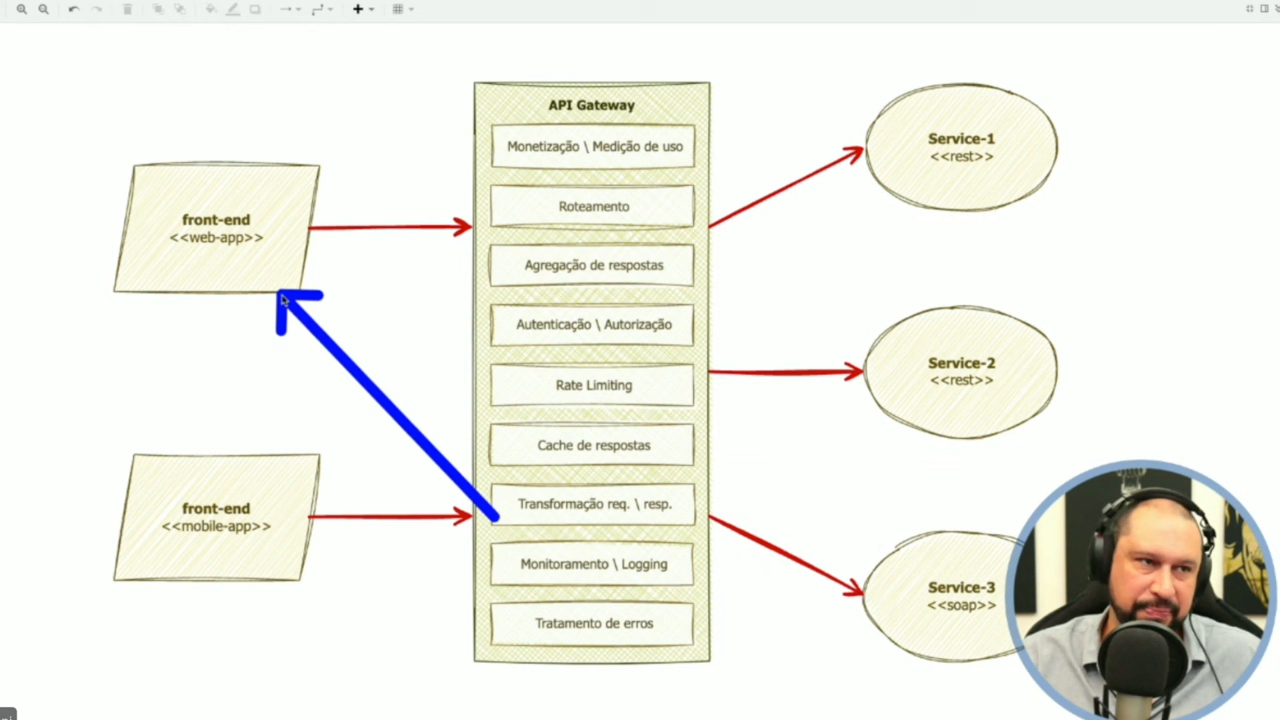 API Gateway
Monetização \ Medição de uso
Roteamento
Agregação de respostas
Autenticação \ Autorização
Rate Limiting
Cache de respostas
Transformação req. \ resp.
Monitoramento \ Logging
Tratamento de erros
front-end
<<web-app>>
front-end
<<mobile-app>>
Service-1
<<rest>>
Service-2
<<rest>>
Service-3
<<soap>>